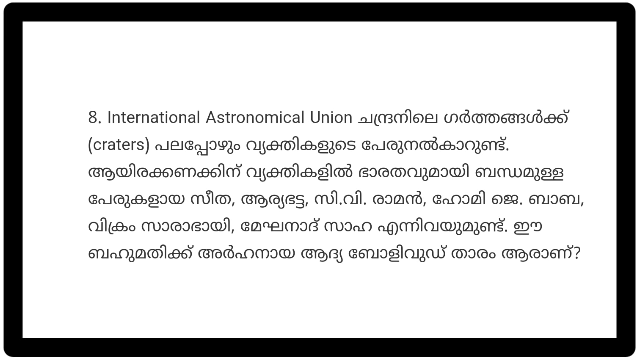 8. International Astronomical Union ചന്ദ്രനിലെ ഗർത്തങ്ങൾക്ക്
(craters) പലപ്പോഴും വ്യക്തികളുടെ പേരുനൽകാറുണ്ട്.
ആയിരക്കണക്കിന് വ്യക്തികളിൽ ഭാരതവുമായി ബന്ധമുള്ള
പേരുകളായ സീത, ആര്യഭട്ട, സി.വി. രാമൻ, ഹോമി ജെ. ബാബ,
വിക്രം സാരാഭായി, മേഘനാദ് സാഹ എന്നിവയുമുണ്ട്. ഈ
ബഹുമതിക്ക് അർഹനായ ആദ്യ ബോളിവുഡ് താരം ആരാണ്?